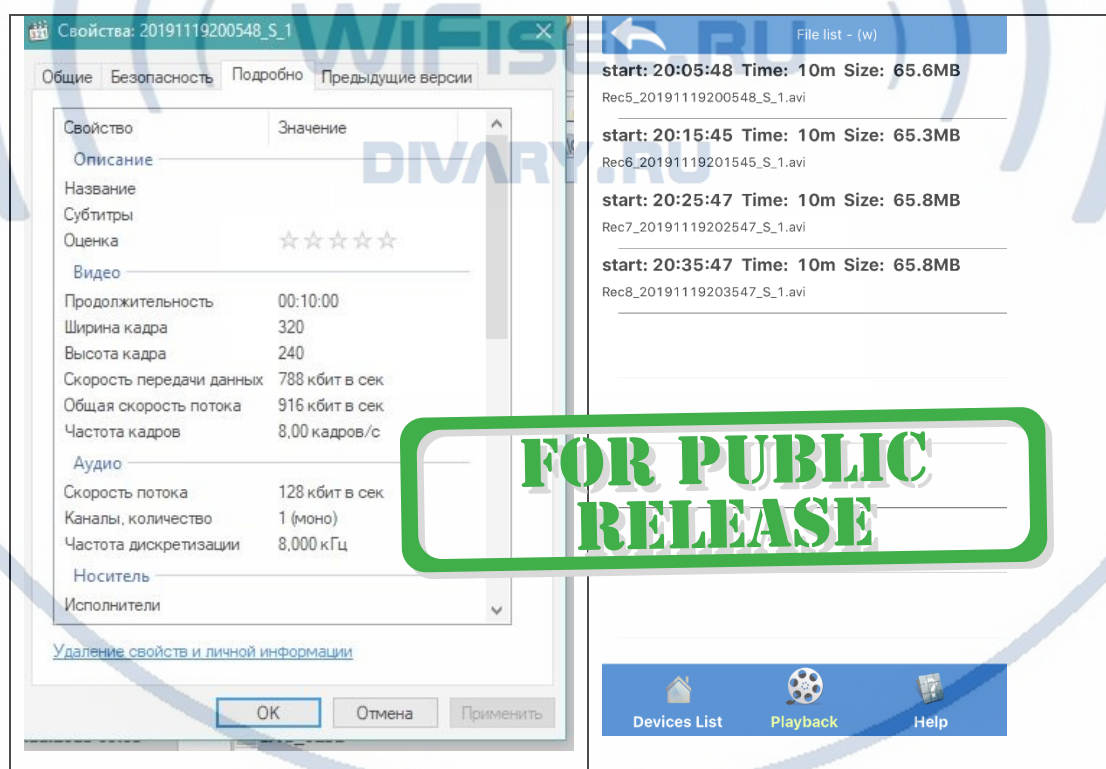 WiFiSEC.RU
DIVARY.RU
Свойства: 20191119200548_S_1
Общие Безопасность Подробно Предыдущие версии
Свойство Значение
Описание
Название
Субтитры
Оценка
Видео
Продолжительность 00:10:00
Ширина кадра 320
Высота кадра 240
Скорость передачи данных 788 кбит в сек
Общая скорость потока 916 кбит в сек
Частота кадров 8,00 кадров/с
Аудио
Скорость потока 128 кбит в сек
Каналы, количество 1 (моно)
Частота дискретизации 8,000 кГц
Носитель
Исполнители
Удаление свойств и личной информации
OK Отмена Применить
File list - (w)
start: 20:05:48 Time: 10m Size: 65.6MB
Rec5_20191119200548_S_1.avi
start: 20:15:45 Time: 10m Size: 65.3MB
Rec6_20191119201545_S_1.avi
start: 20:25:47 Time: 10m Size: 65.8MB
Rec7_20191119202547_S_1.avi
start: 20:35:47 Time: 10m Size: 65.8MB
Rec8_20191119203547_S_1.avi
FOR PUBLIC
RELEASE
Devices List Playback Help